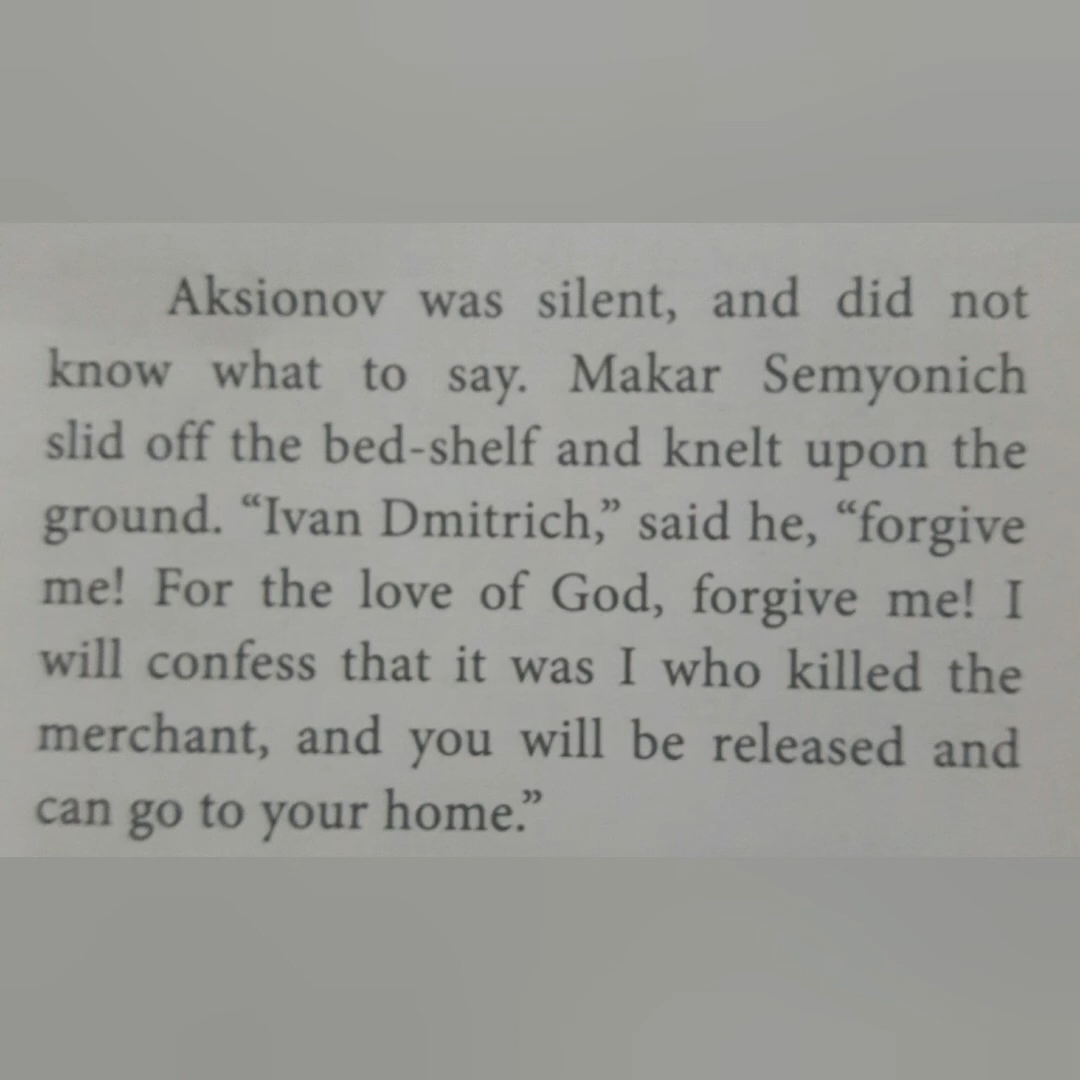 Aksionov was silent, and did not
know what to say. Makar Semyonich
slid off the bed-shelf and knelt upon the
ground. “Ivan Dmitrich,” said he, “forgive
me! For the love of God, forgive me! I
will confess that it was I who killed the
merchant, and you will be released and
can go to your home.”